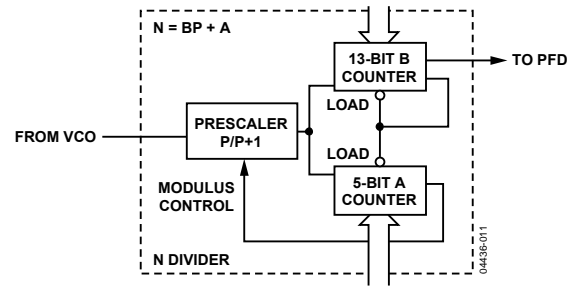 N = BP + A
13-BIT B
COUNTER
TO PFD
LOAD
PRESCALER
P/P+1
FROM VCO
LOAD
MODULUS
CONTROL
5-BIT A
COUNTER
N DIVIDER
04436-011